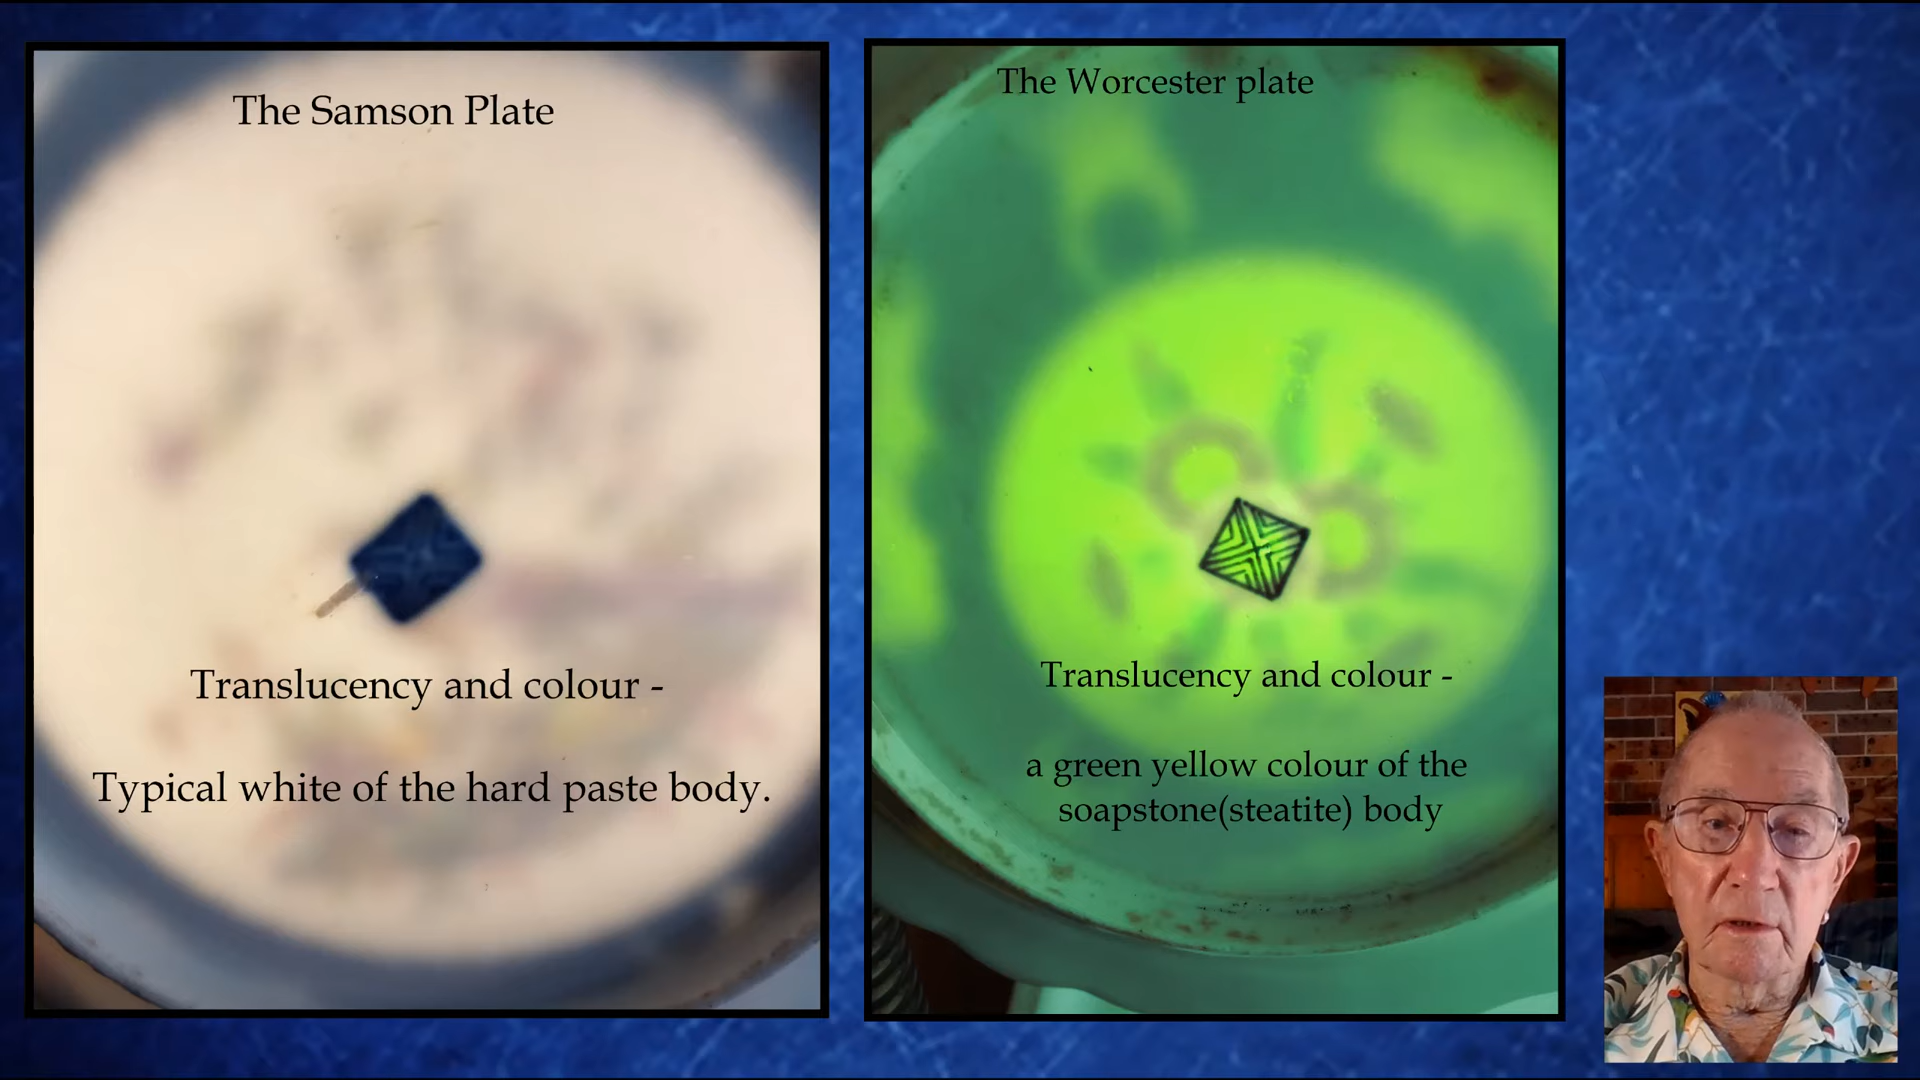 The Samson Plate
Translucency and colour -
Typical white of the hard paste body.
The Worcester plate
Translucency and colour -
a green yellow colour of the
soapstone(steatite) body